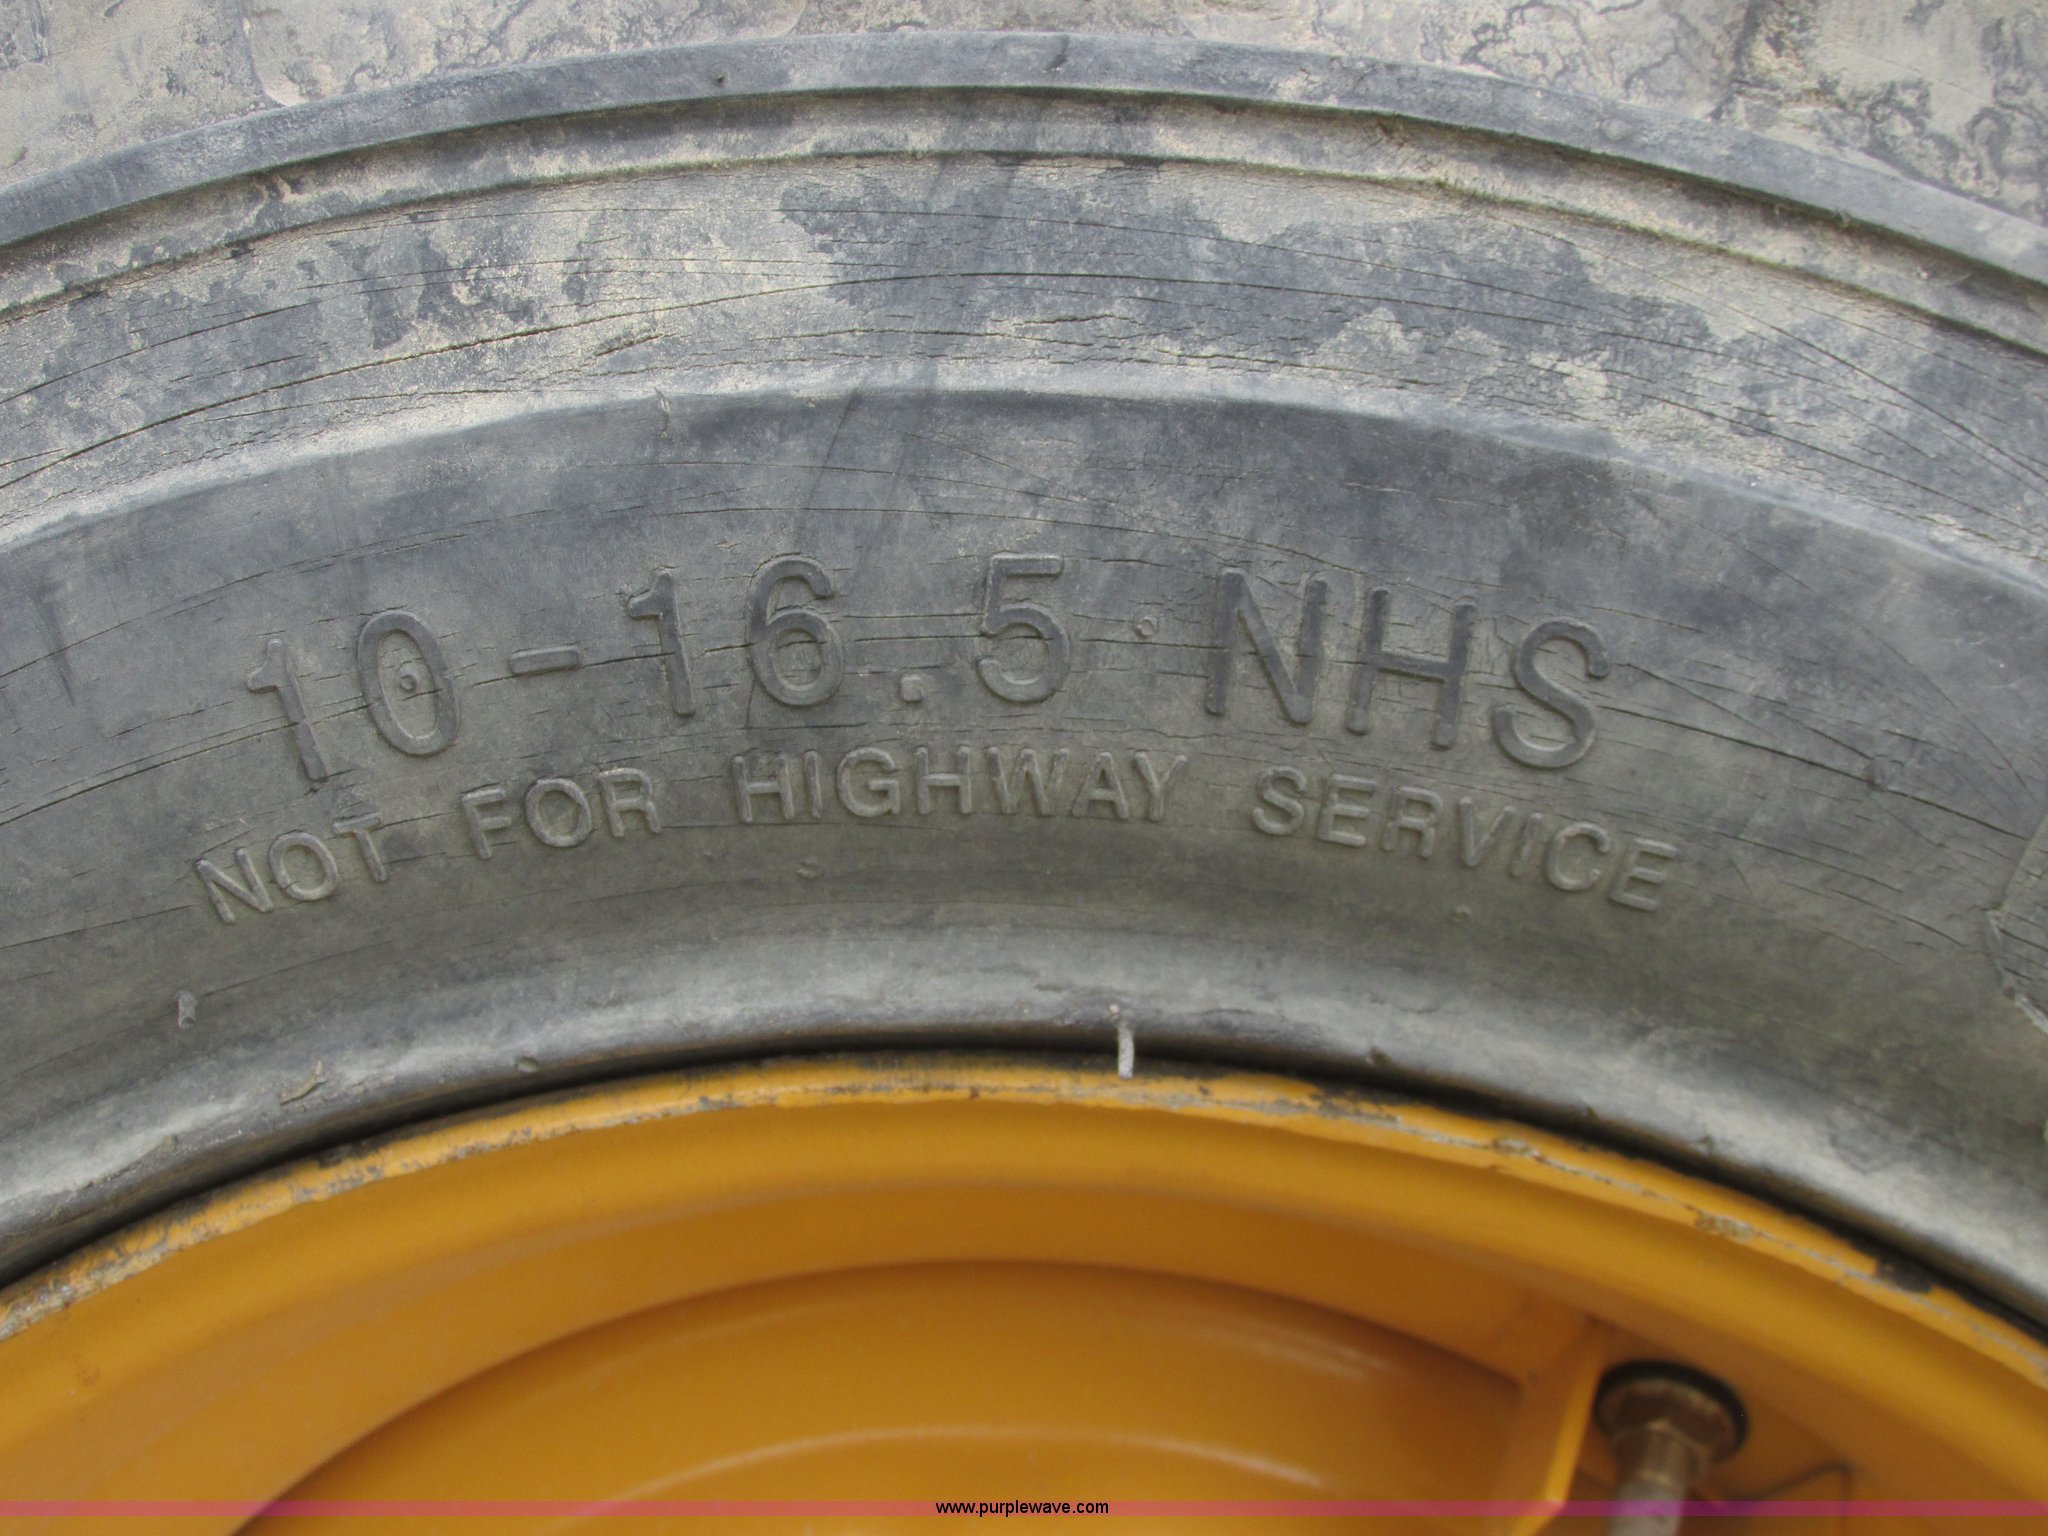 10-16.5 NHS
NOT FOR HIGHWAY SERVICE
www.purplewave.com